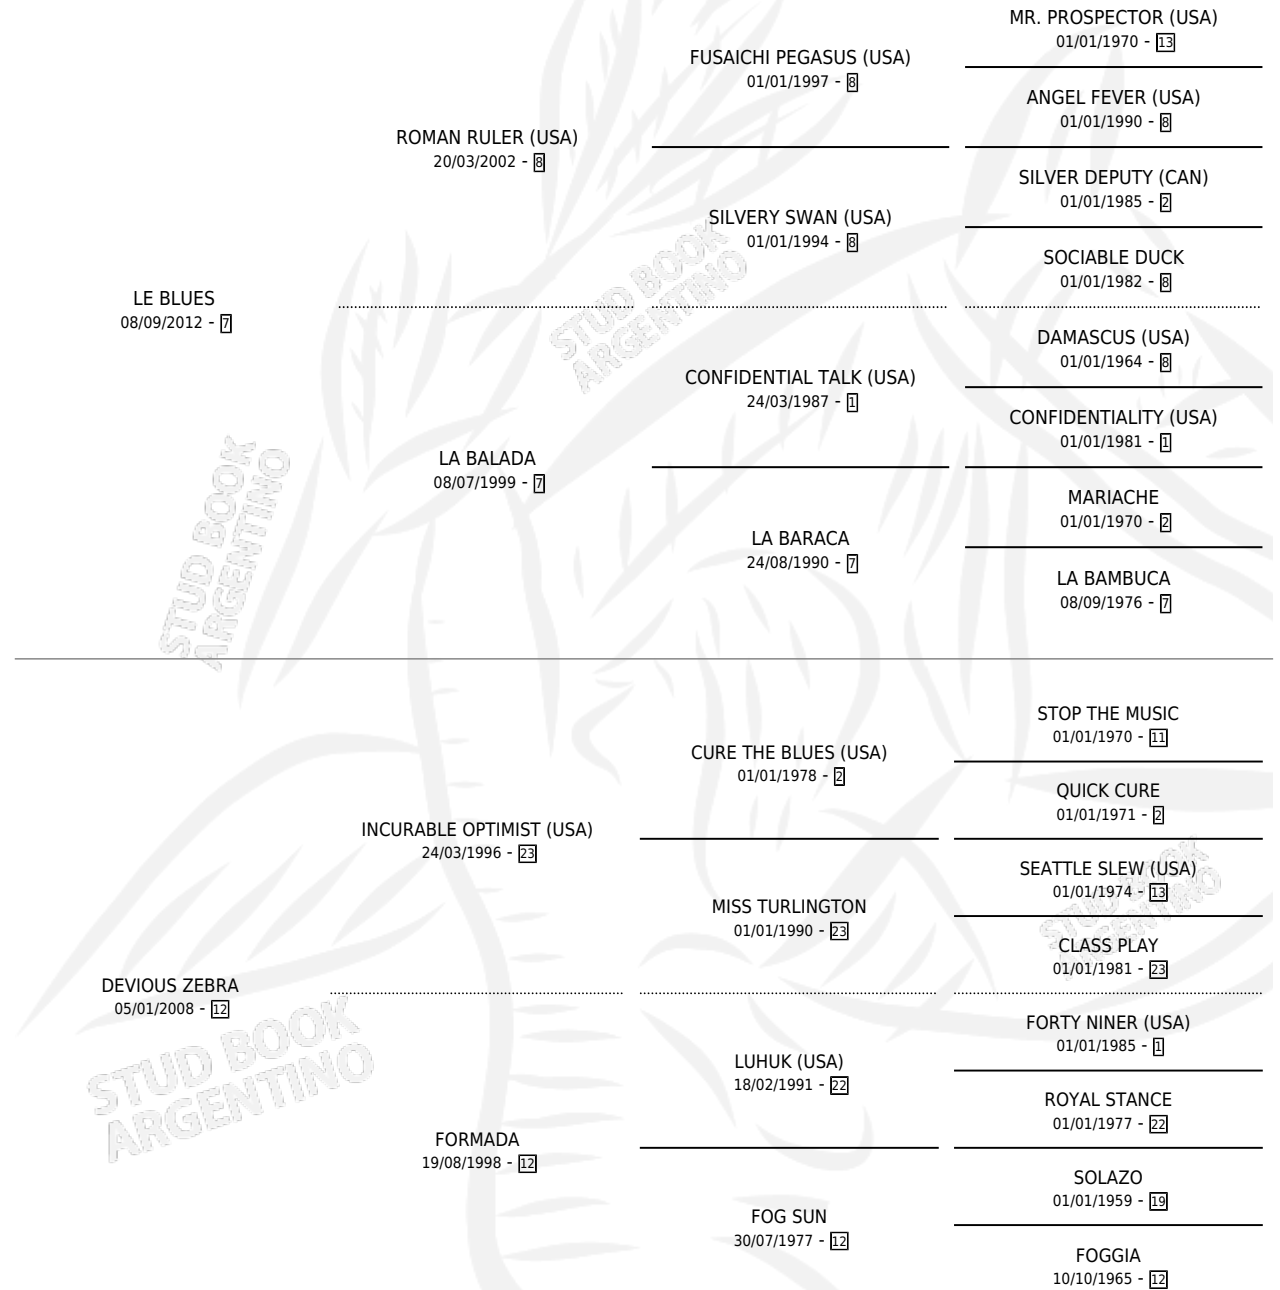 MR. PROSPECTOR (USA)
01/01/1970 - 13
FUSAICHI PEGASUS (USA)
01/01/1997 - 8
ANGEL FEVER (USA)
01/01/1990 - 8
ROMAN RULER (USA)
20/03/2002 - 8
SILVER DEPUTY (CAN)
01/01/1985 - 2
SILVERY SWAN (USA)
01/01/1994 - 8
SOCIABLE DUCK
01/01/1982 - 8
LE BLUES
08/09/2012 - 7
STUD BOOK
ARGENTINO
DAMASCUS (USA)
01/01/1964 - 8
CONFIDENTIAL TALK (USA)
24/03/1987 - 1
CONFIDENTIALITY (USA)
01/01/1981 - 1
LA BALADA
08/07/1999 - 7
MARIACHE
01/01/1970 - 2
LA BARACA
24/08/1990 - 7
LA BAMBUCA
08/09/1976 - 7
STUD BOOK
ARGENTINO
STOP THE MUSIC
01/01/1970 - 11
CURE THE BLUES (USA)
01/01/1978 - 2
QUICK CURE
01/01/1971 - 2
INCURABLE OPTIMIST (USA)
24/03/1996 - 23
SEATTLE SLEW (USA)
01/01/1974 - 13
MISS TURLINGTON
01/01/1990 - 23
STUD BOOK
ARGENTINO
CLASS PLAY
01/01/1981 - 23
DEVIOUS ZEBRA
05/01/2008 - 12
FORTY NINER (USA)
01/01/1985 - 1
LUHUK (USA)
18/02/1991 - 22
STUD BOOK
ARGENTINO
ROYAL STANCE
01/01/1977 - 22
FORMADA
19/08/1998 - 12
SOLAZO
01/01/1959 - 19
FOG SUN
30/07/1977 - 12
FOGGIA
10/10/1965 - 12